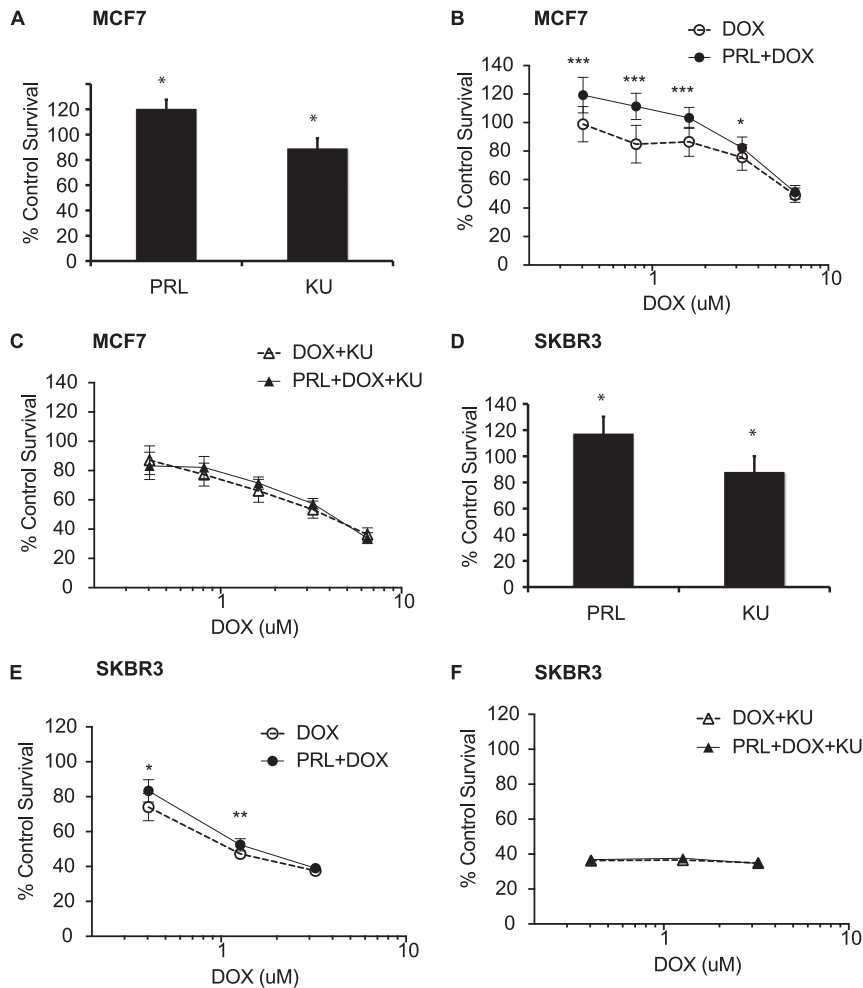 A MCF7
% Control Survival
120
100
80
60
40
20
0
*
*
PRL KU
B MCF7
DOX
PRL+DOX
% Control Survival
140
120
100
80
60
40
20
0
***
***
***
*
1 10
DOX (uM)
C MCF7
DOX+KU
PRL+DOX+KU
% Control Survival
140
120
100
80
60
40
20
0
1 10
DOX (uM)
D SKBR3
% Control Survival
140
120
100
80
60
40
20
0
*
*
PRL KU
E SKBR3
DOX
PRL+DOX
% Control Survival
120
100
80
60
40
20
0
*
**
1 10
DOX (uM)
F SKBR3
DOX+KU
PRL+DOX+KU
% Control Survival
120
100
80
60
40
20
0
1 10
DOX (uM)